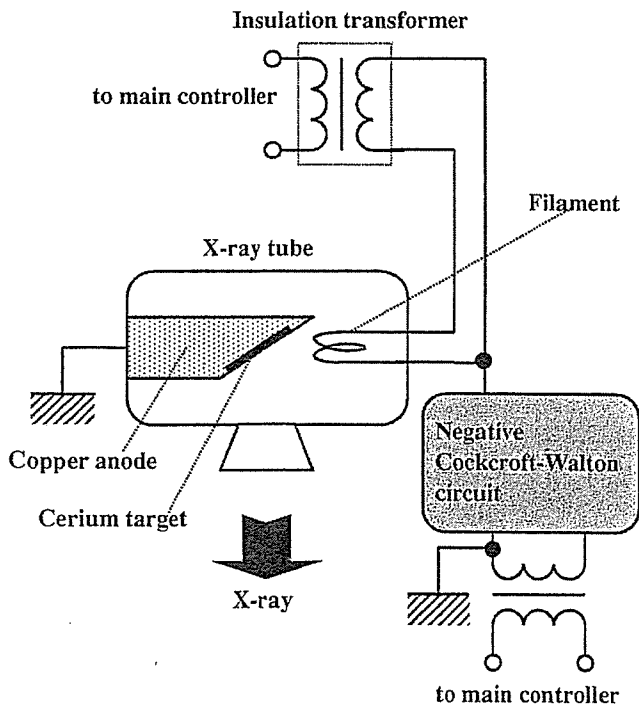 Insulation transformer
to main controller
Filament
X-ray tube
Copper anode
Cerium target
Negative
Cockcroft-Walton
circuit
X-ray
to main controller